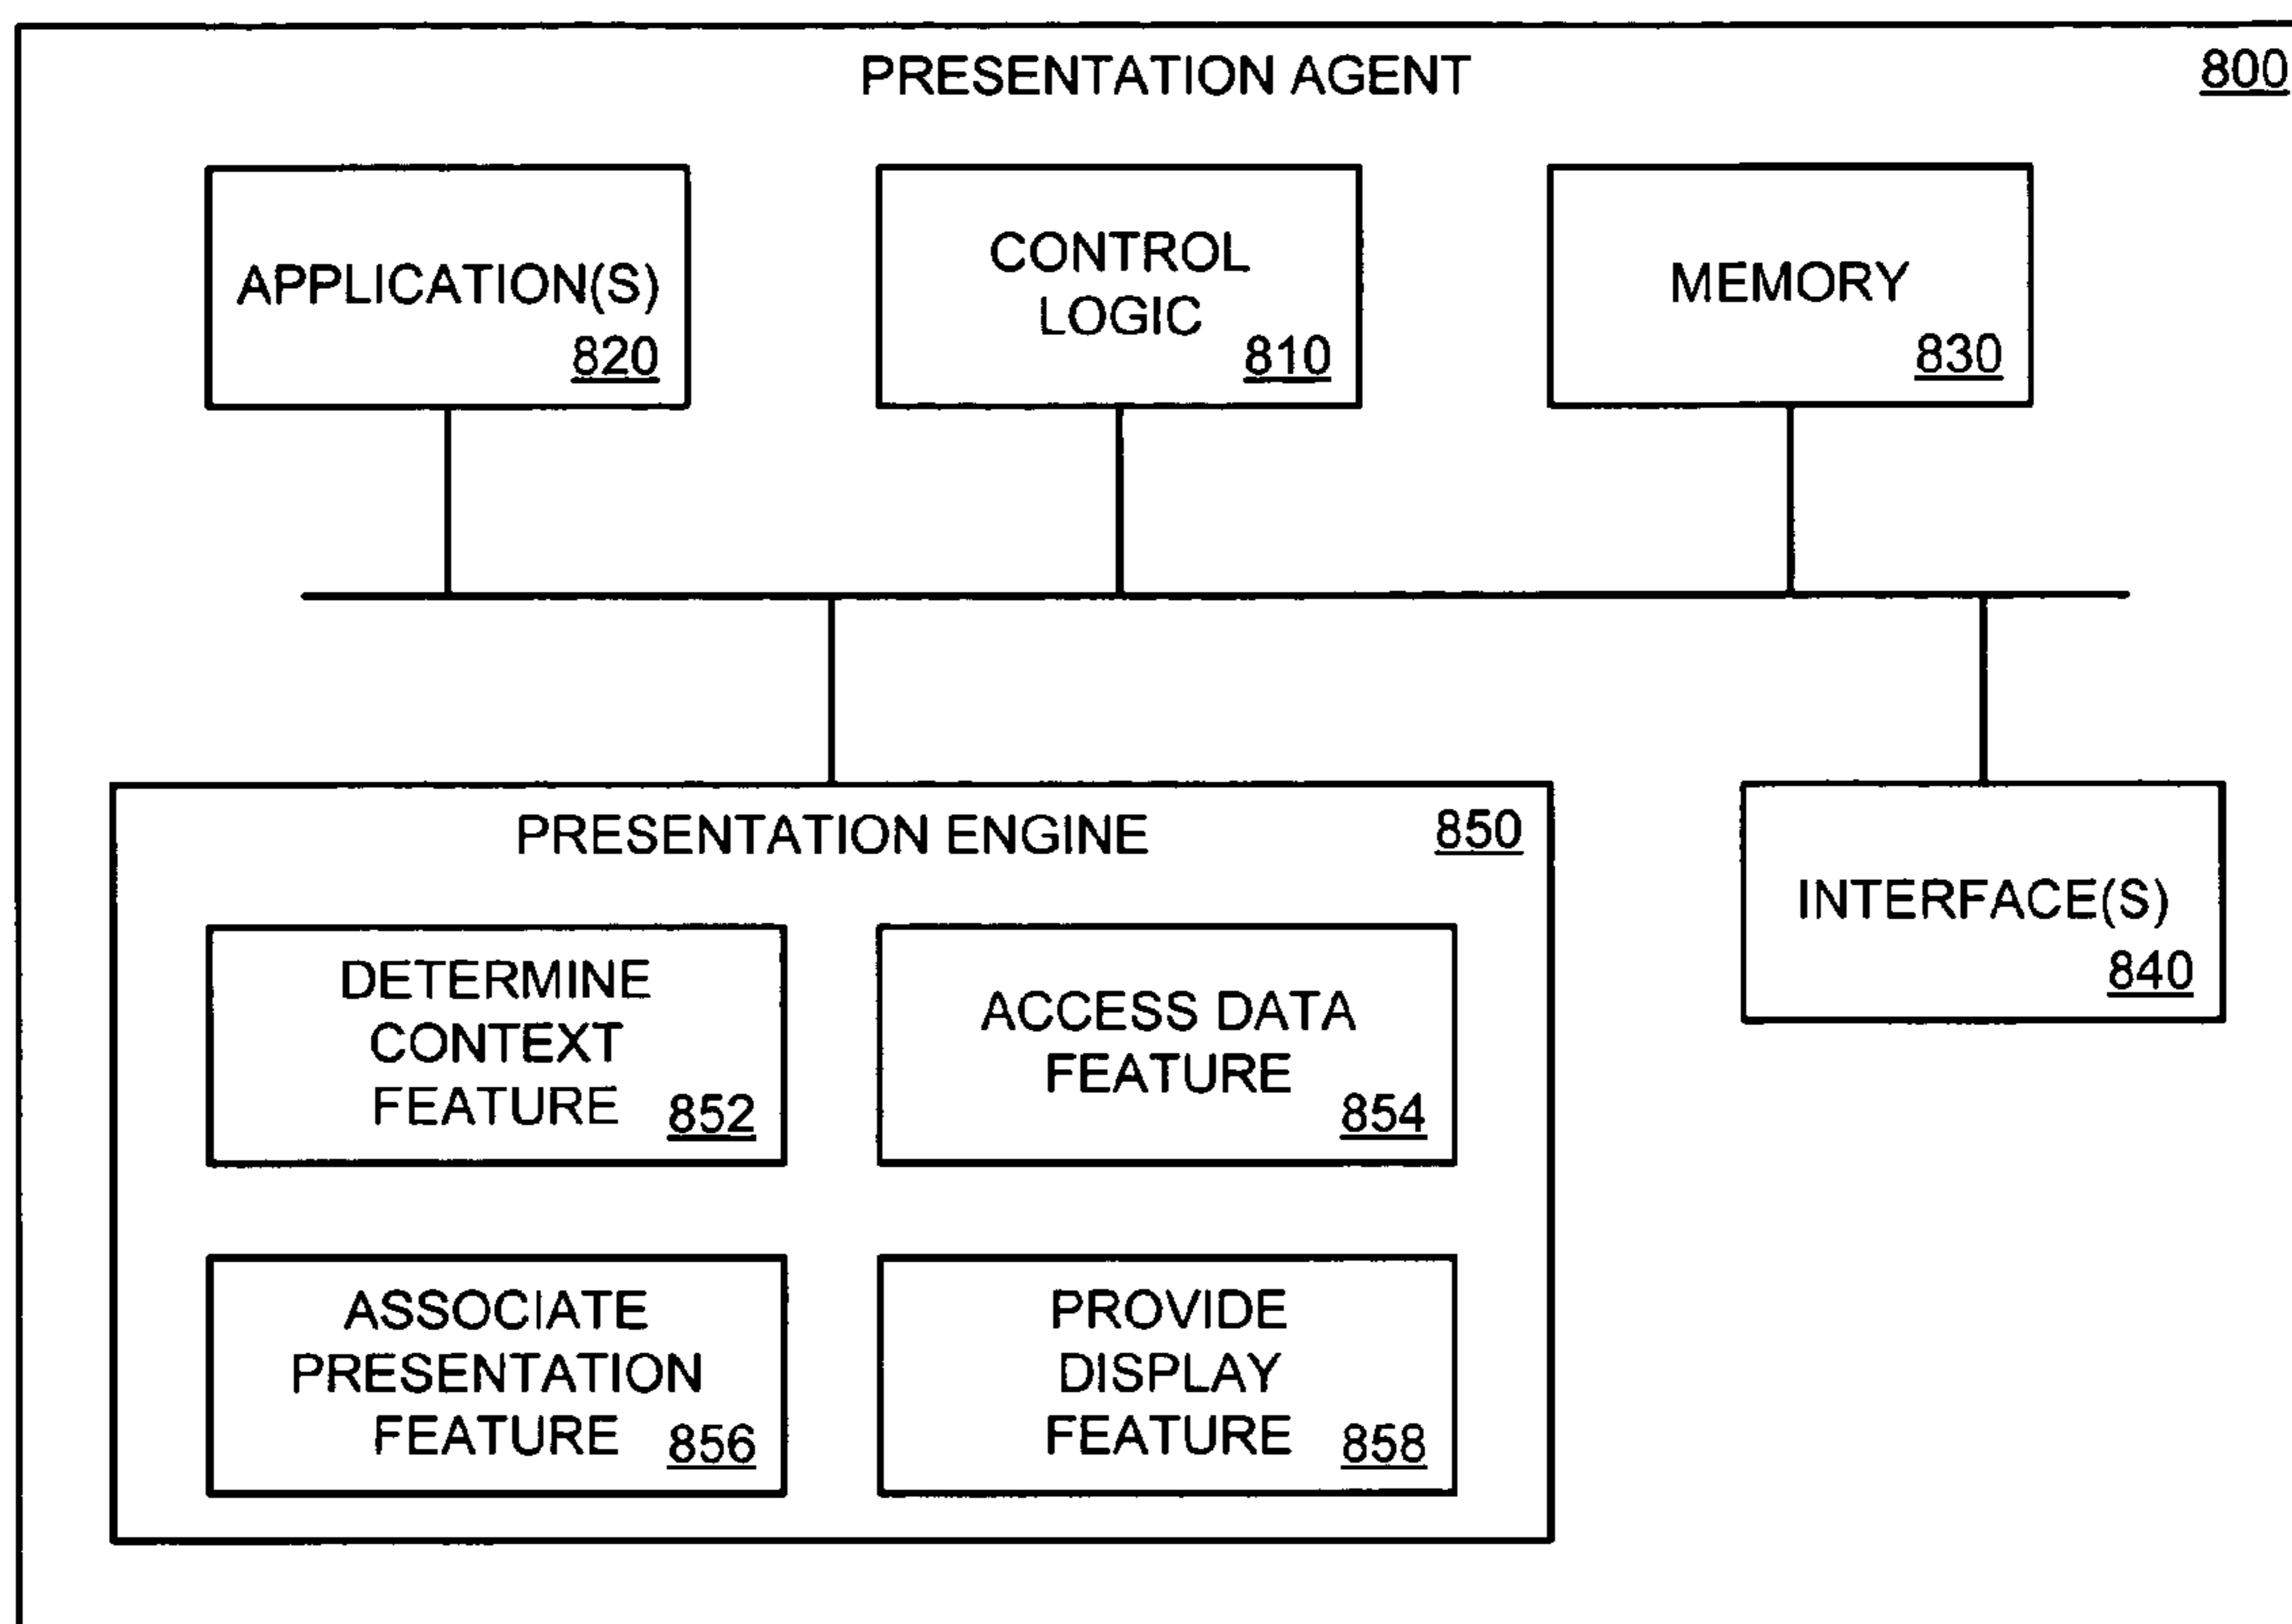 PRESENTATION AGENT
800
APPLICATION(S)
820
CONTROL
LOGIC
810
MEMORY
830
PRESENTATION ENGINE
850
DETERMINE
CONTEXT
FEATURE
852
ACCESS DATA
FEATURE
854
ASSOCIATE
PRESENTATION
FEATURE
856
PROVIDE
DISPLAY
FEATURE
858
INTERFACE(S)
840